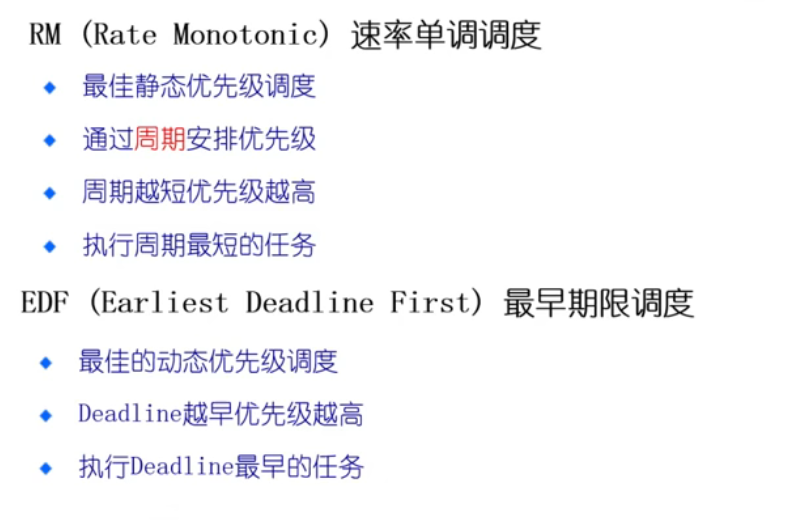 RM (Rate Monotonic) 速率单调调度
最佳静态优先级调度
通过周期安排优先级
周期越短优先级越高
执行周期最短的任务
EDF (Earliest Deadline First) 最早期限调度
最佳的动态优先级调度
Deadline越早优先级越高
执行Deadline最早的任务